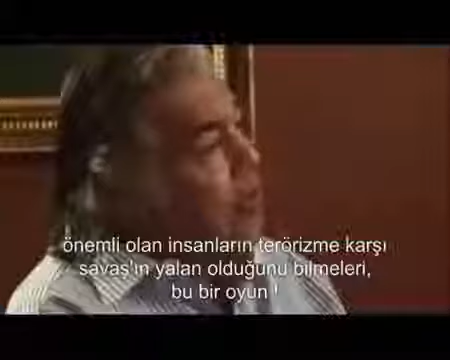 önemli olan insanların terörizme karşı
savaş'ın yalan olduğunu bilmeleri,
bu bir oyun !